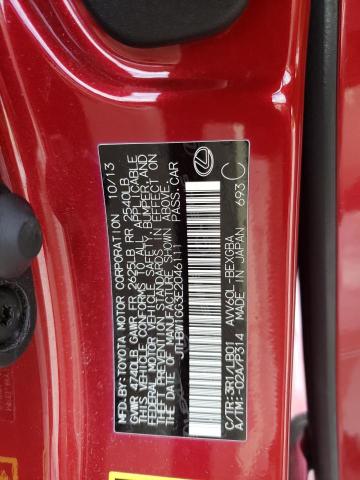 MFD. BY: TOYOTA MOTOR CORPORATION 10/13
GVWR 4740LB GAWR FR 2625LB RR 2540LB
THIS VEHICLE CONFORMS TO ALL APPLICABLE
FEDERAL MOTOR VEHICLE SAFETY, BUMPER, AND
THEFT PREVENTION STANDARDS IN EFFECT ON
THE DATE OF MANUFACTURE SHOWN ABOVE.
PASS.CAR
C/TR: 3R1/LB01 AVV60L-BEXGBA
A/TM: -02A/P314 MADE IN JAPAN 693 C